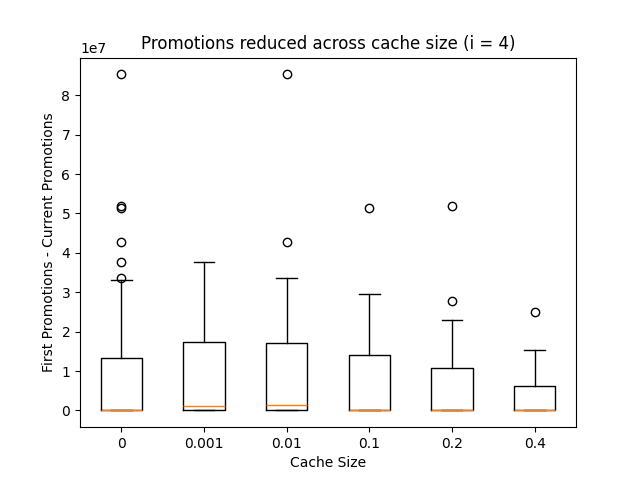 Promotions reduced across cache size (i = 4)
1e7
8
7
6
5
4
3
2
1
0
First Promotions - Current Promotions
0 0.001 0.01 0.1 0.2 0.4
Cache Size